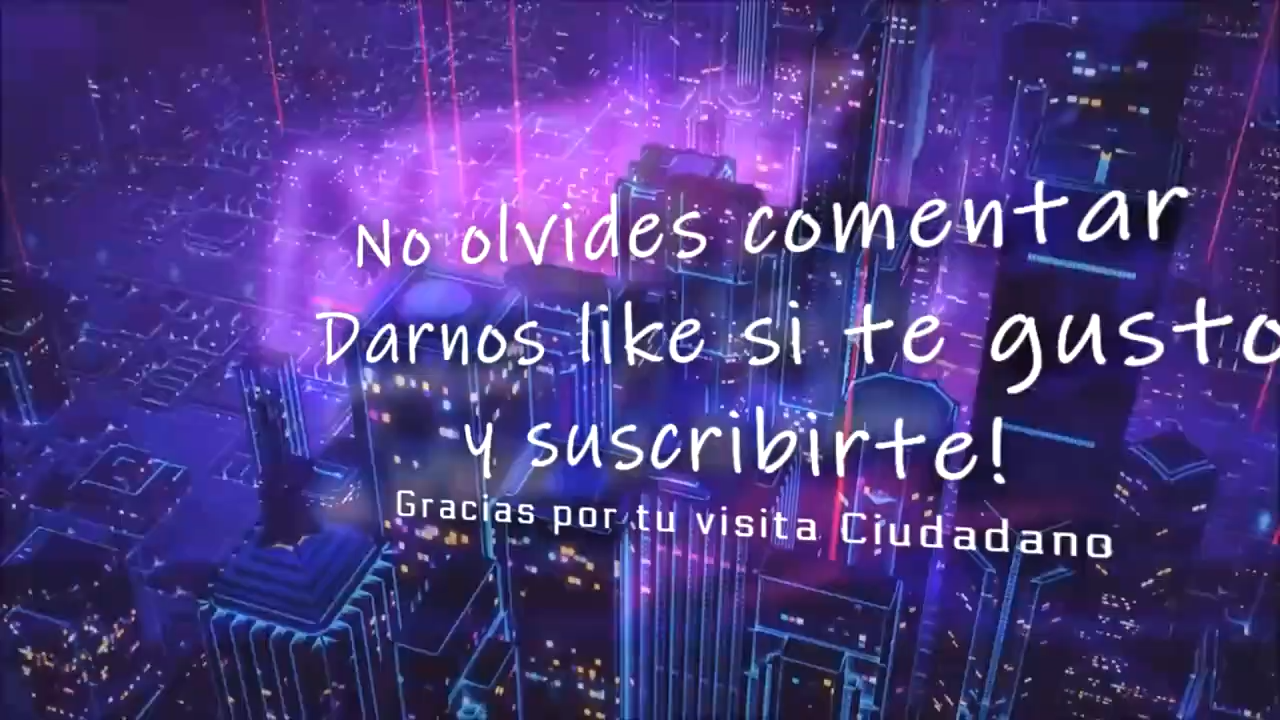 No olvides comentar
Darnos like si te gusto
y suscribirte!
Gracias por tu visita Ciudadano